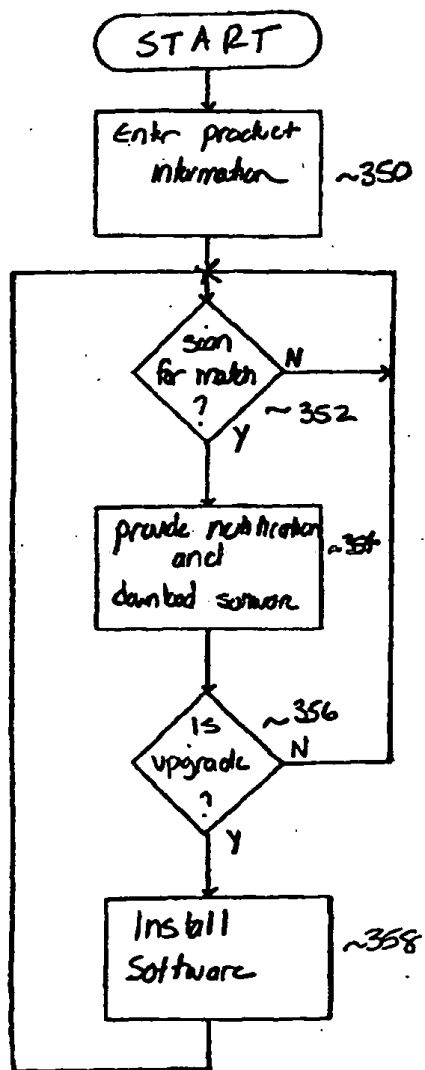 START
Enter product
information
~350
scan
for match
?
N
~352
Y
provide notification
and
download software
~354
~356
Is
upgrade
?
N
Y
Install
Software
~358